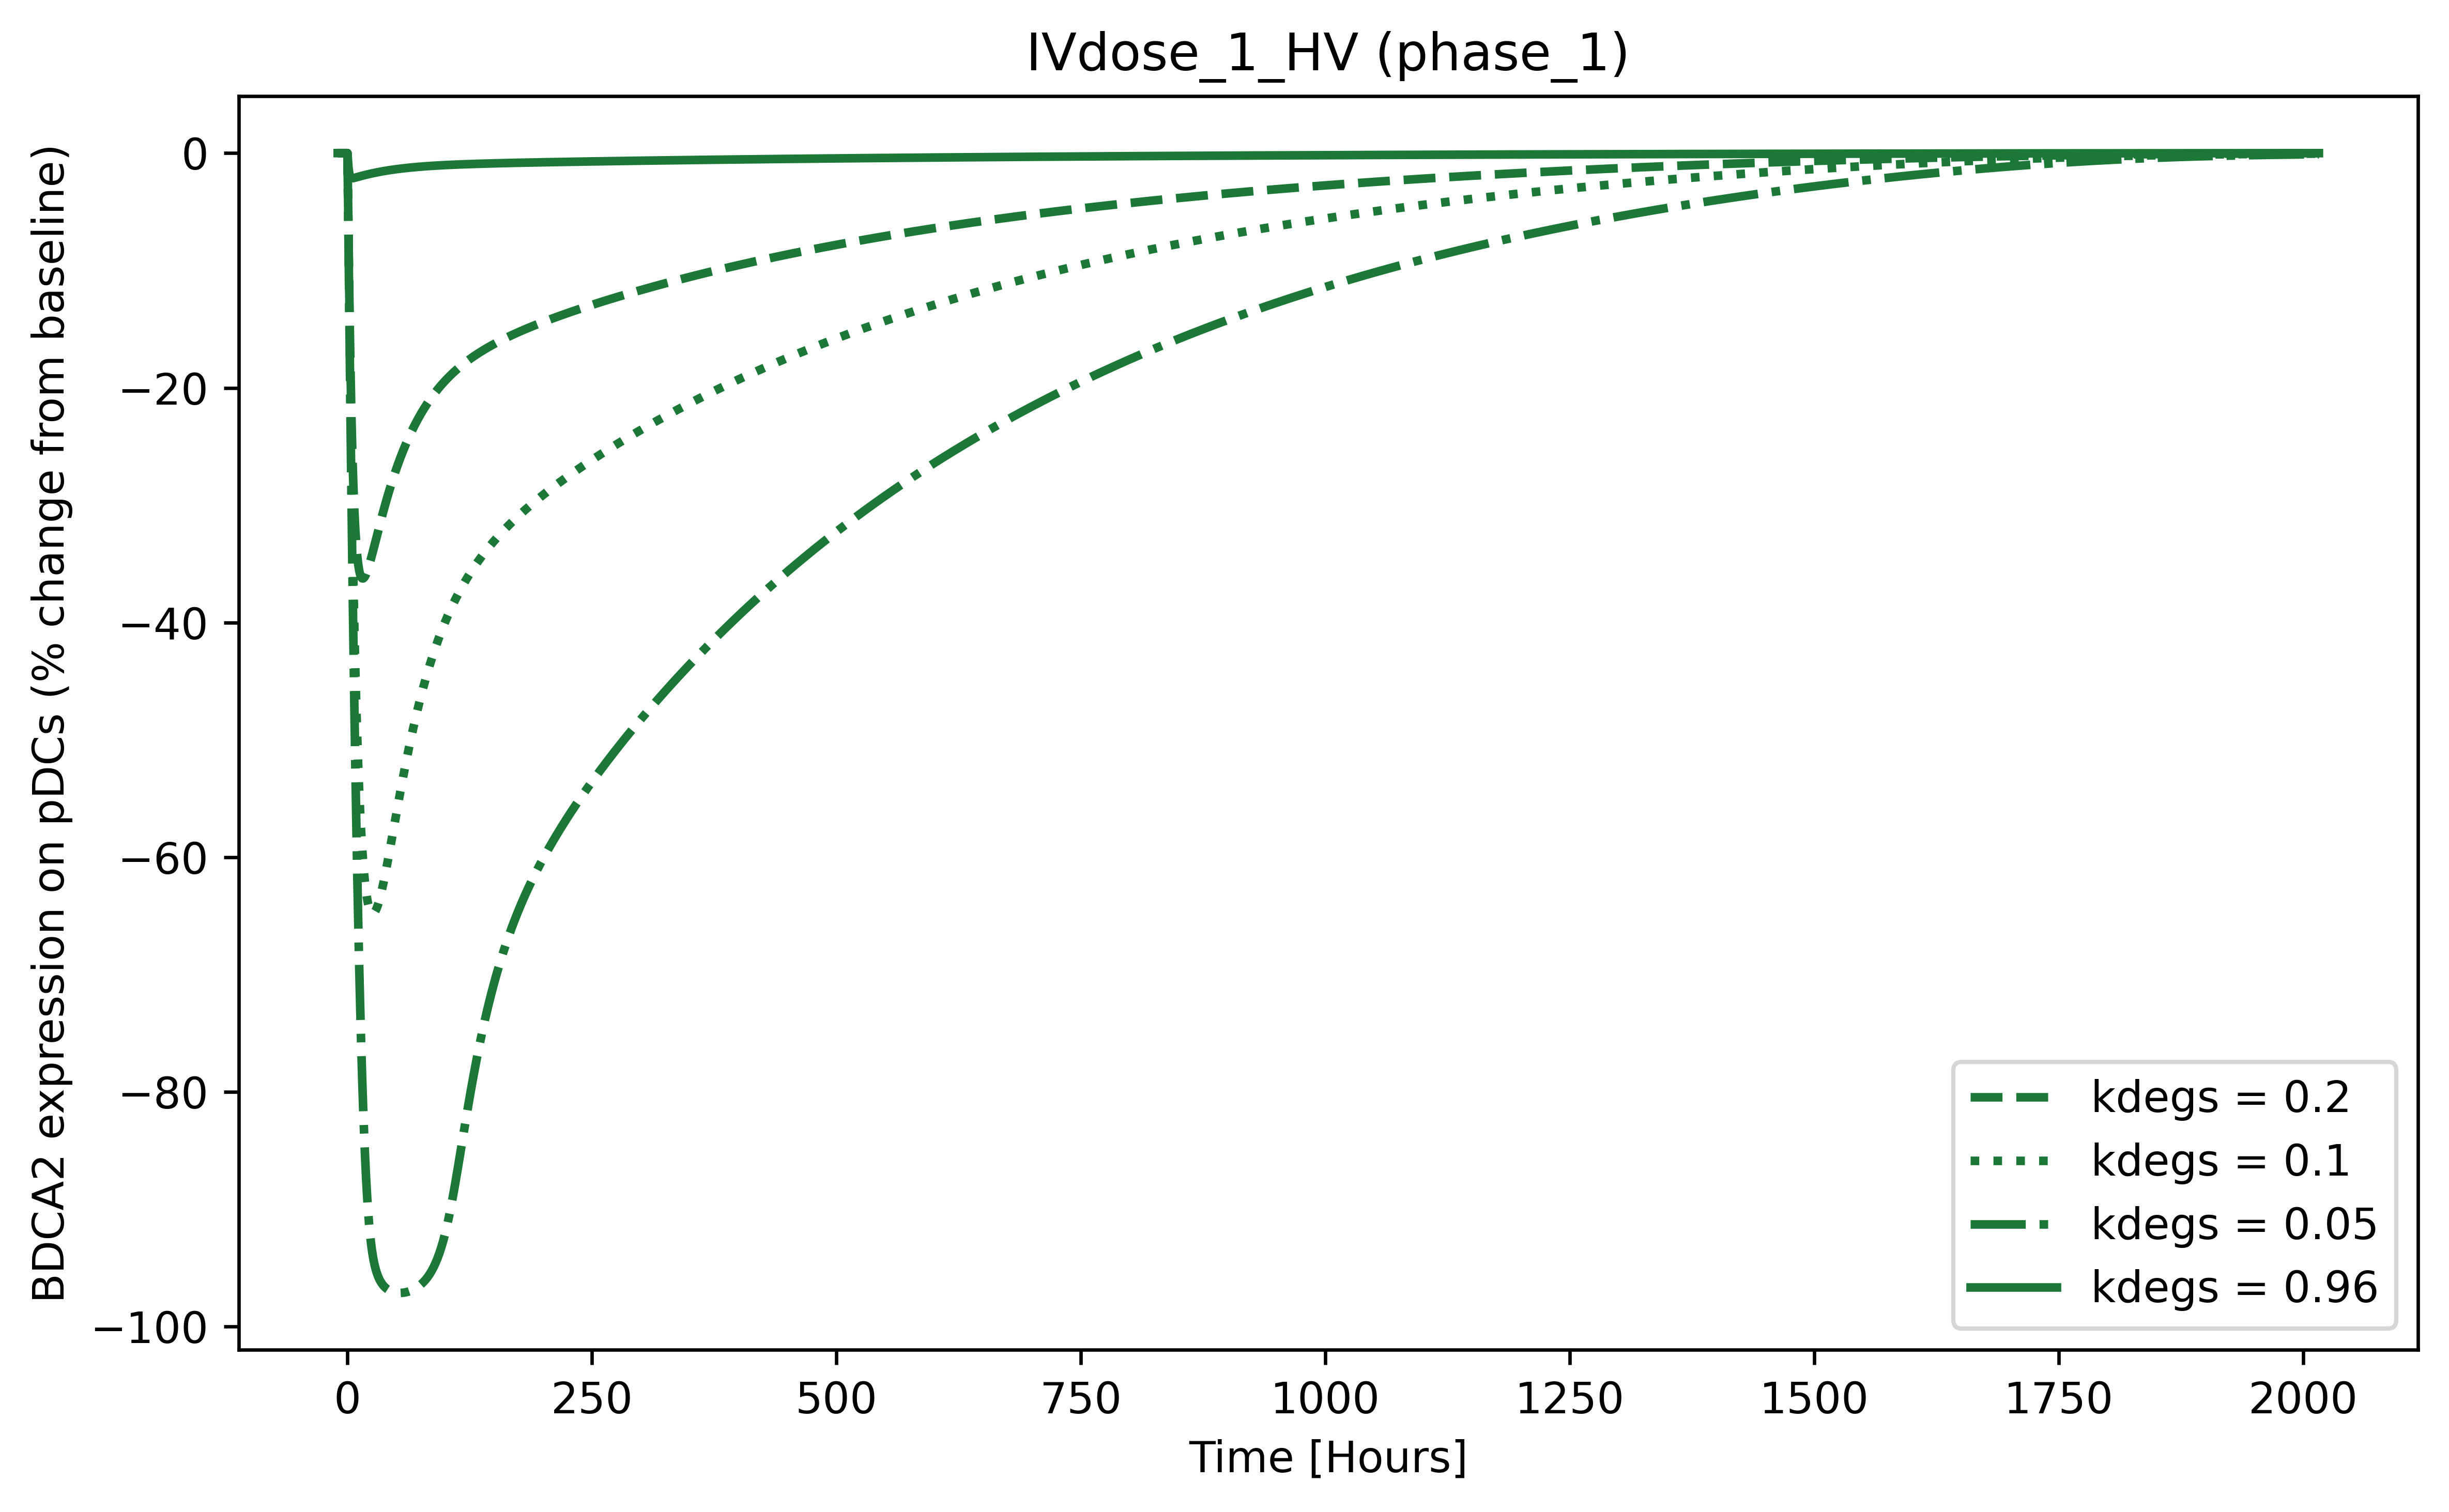 IVdose_1_HV (phase_1)
BDCA2 expression on pDCs (% change from baseline)
0
−20
−40
−60
−80
−100
0 250 500 750 1000 1250 1500 1750 2000
Time [Hours]
kdegs = 0.2
kdegs = 0.1
kdegs = 0.05
kdegs = 0.96